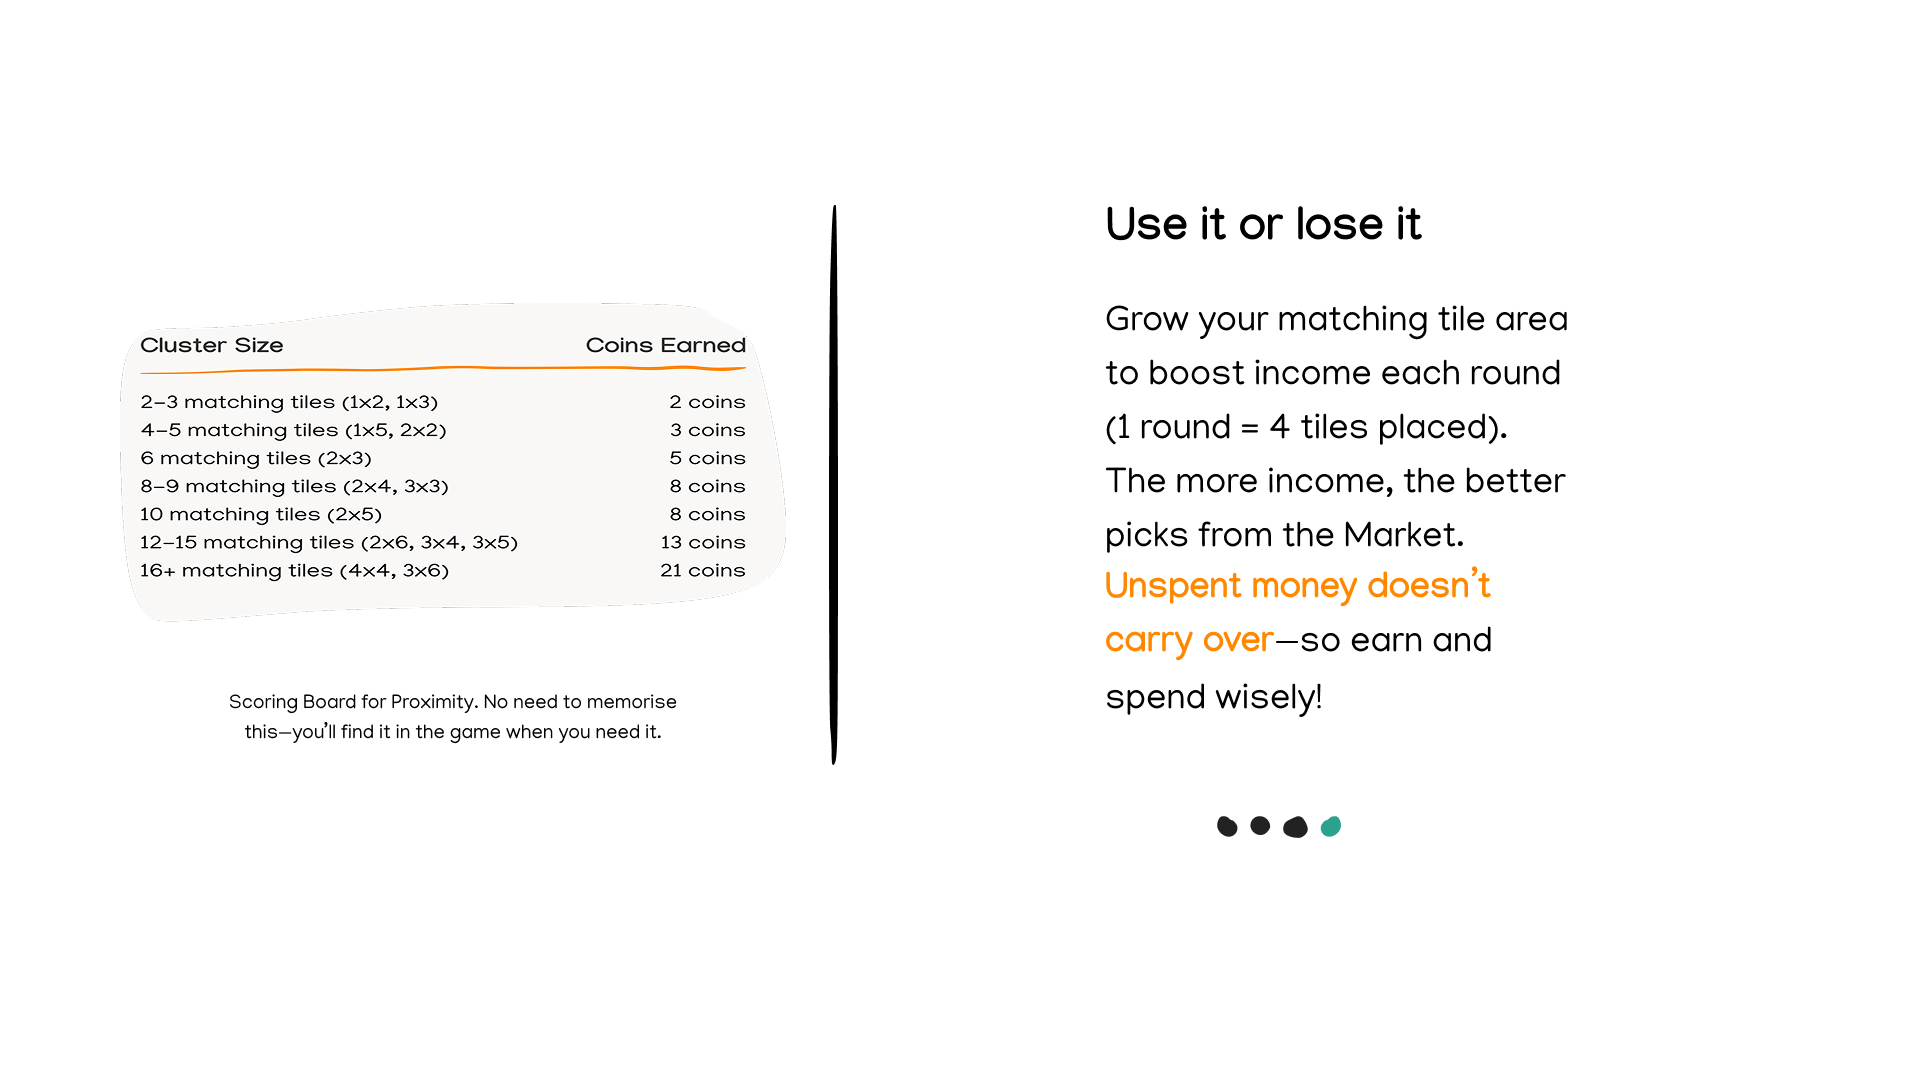 Cluster Size Coins Earned
2–3 matching tiles (1x2, 1x3) 2 coins
4–5 matching tiles (1x5, 2x2) 3 coins
6 matching tiles (2x3) 5 coins
8–9 matching tiles (2x4, 3x3) 8 coins
10 matching tiles (2x5) 8 coins
12–15 matching tiles (2x6, 3x4, 3x5) 13 coins
16+ matching tiles (4x4, 3x6) 21 coins
Scoring Board for Proximity. No need to memorise
this—you’ll find it in the game when you need it.
Use it or lose it
Grow your matching tile area
to boost income each round
(1 round = 4 tiles placed).
The more income, the better
picks from the Market.
Unspent money doesn’t
carry over—so earn and
spend wisely!